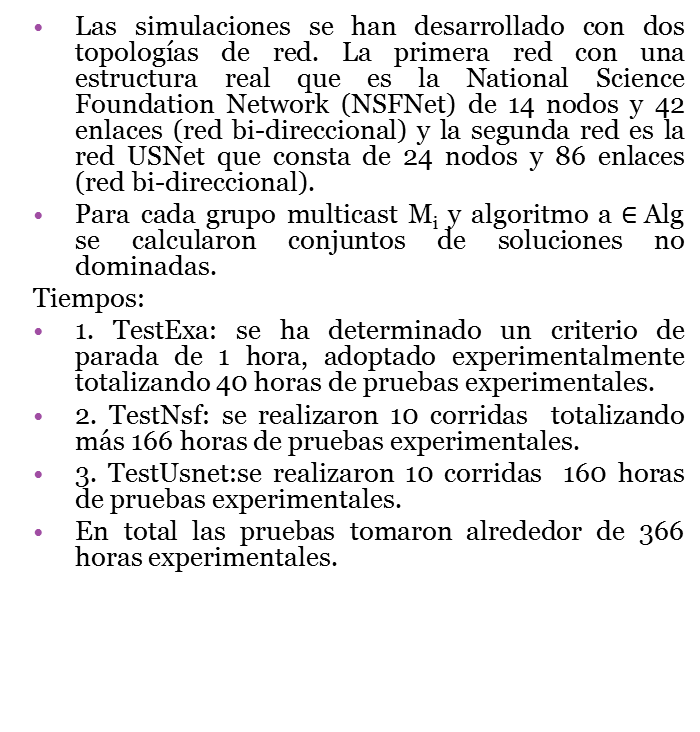 • Las simulaciones se han desarrollado con dos
topologías de red. La primera red con una
estructura real que es la National Science
Foundation Network (NSFNet) de 14 nodos y 42
enlaces (red bi-direccional) y la segunda red es la
red USNet que consta de 24 nodos y 86 enlaces
(red bi-direccional).
• Para cada grupo multicast Mi y algoritmo a ∈ Alg
se calcularon conjuntos de soluciones no
dominadas.
Tiempos:
• 1. TestExa: se ha determinado un criterio de
parada de 1 hora, adoptado experimentalmente
totalizando 40 horas de pruebas experimentales.
• 2. TestNsf: se realizaron 10 corridas totalizando
más 166 horas de pruebas experimentales.
• 3. TestUsnet:se realizaron 10 corridas 160 horas
de pruebas experimentales.
• En total las pruebas tomaron alrededor de 366
horas experimentales.